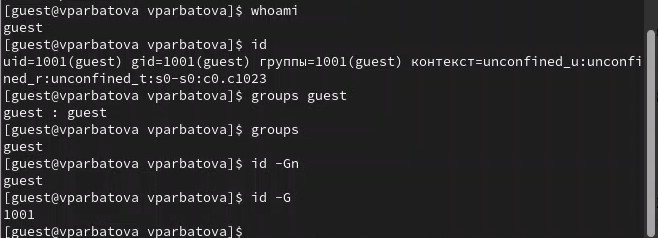 [guest@vparbatova vparbatova]$ whoami
guest
[guest@vparbatova vparbatova]$ id
uid=1001(guest) gid=1001(guest) группы=1001(guest) контекст=unconfined_u:unconfi
ned_r:unconfined_t:s0-s0:c0.c1023
[guest@vparbatova vparbatova]$ groups guest
guest : guest
[guest@vparbatova vparbatova]$ groups
guest
[guest@vparbatova vparbatova]$ id -Gn
guest
[guest@vparbatova vparbatova]$ id -G
1001
[guest@vparbatova vparbatova]$